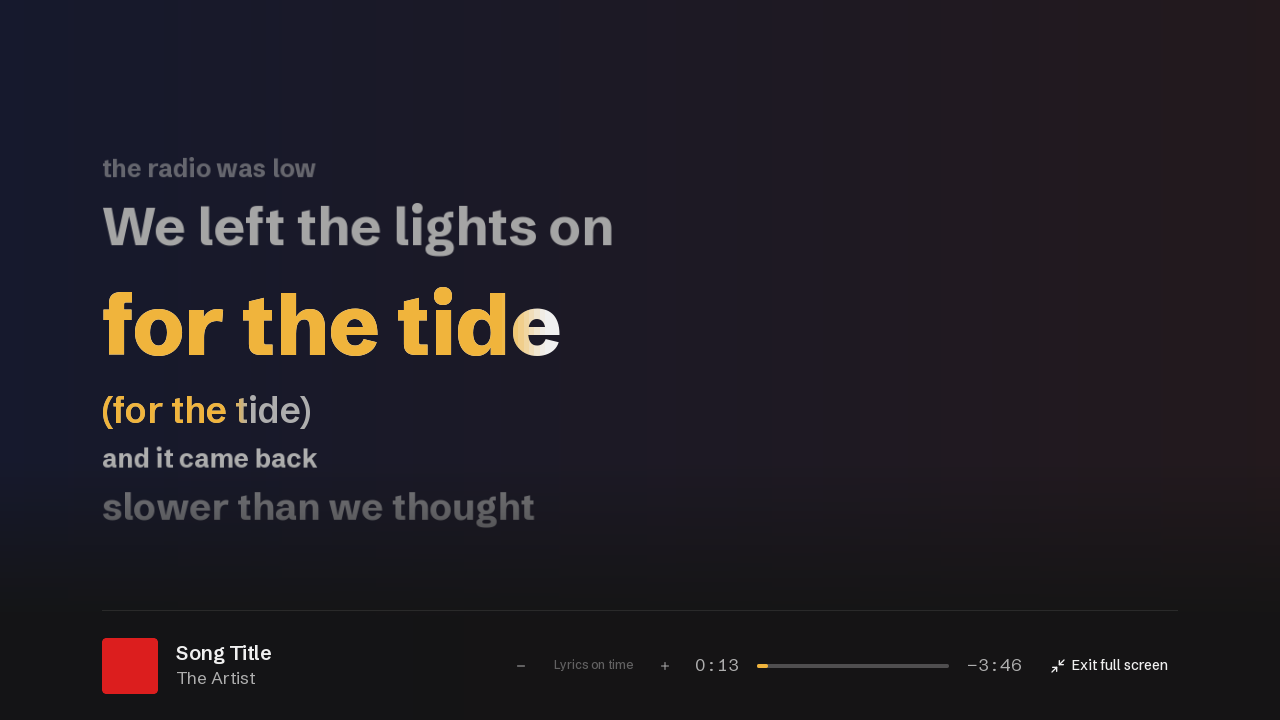 the radio was low
We left the lights on
for the tide
(for the tide)
and it came back
slower than we thought
Song Title
The Artist
− Lyrics on time + 0:13 −3:46 Exit full screen